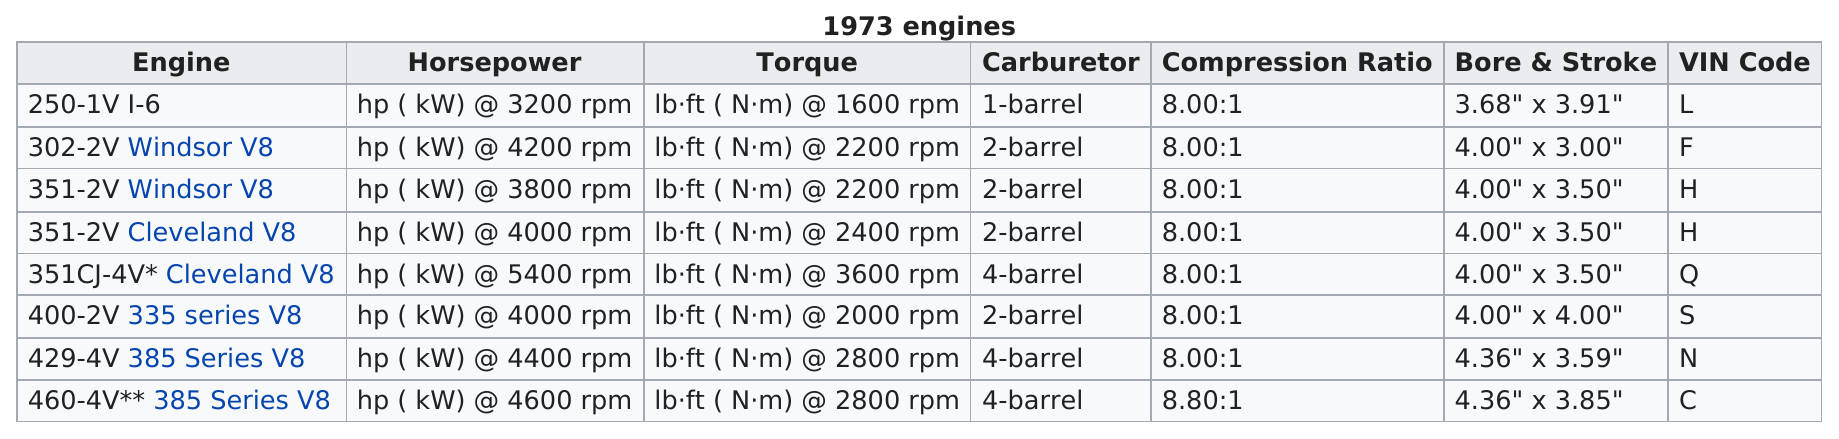 1973 engines
Engine Horsepower Torque Carburetor Compression Ratio Bore & Stroke VIN Code
250-1V I-6 hp ( kW) @ 3200 rpm lb·ft ( N·m) @ 1600 rpm 1-barrel 8.00:1 3.68" x 3.91" L
302-2V Windsor V8 hp ( kW) @ 4200 rpm lb·ft ( N·m) @ 2200 rpm 2-barrel 8.00:1 4.00" x 3.00" F
351-2V Windsor V8 hp ( kW) @ 3800 rpm lb·ft ( N·m) @ 2200 rpm 2-barrel 8.00:1 4.00" x 3.50" H
351-2V Cleveland V8 hp ( kW) @ 4000 rpm lb·ft ( N·m) @ 2400 rpm 2-barrel 8.00:1 4.00" x 3.50" H
351CJ-4V* Cleveland V8 hp ( kW) @ 5400 rpm lb·ft ( N·m) @ 3600 rpm 4-barrel 8.00:1 4.00" x 3.50" Q
400-2V 335 series V8 hp ( kW) @ 4000 rpm lb·ft ( N·m) @ 2000 rpm 2-barrel 8.00:1 4.00" x 4.00" S
429-4V 385 Series V8 hp ( kW) @ 4400 rpm lb·ft ( N·m) @ 2800 rpm 4-barrel 8.00:1 4.36" x 3.59" N
460-4V** 385 Series V8 hp ( kW) @ 4600 rpm lb·ft ( N·m) @ 2800 rpm 4-barrel 8.80:1 4.36" x 3.85" C